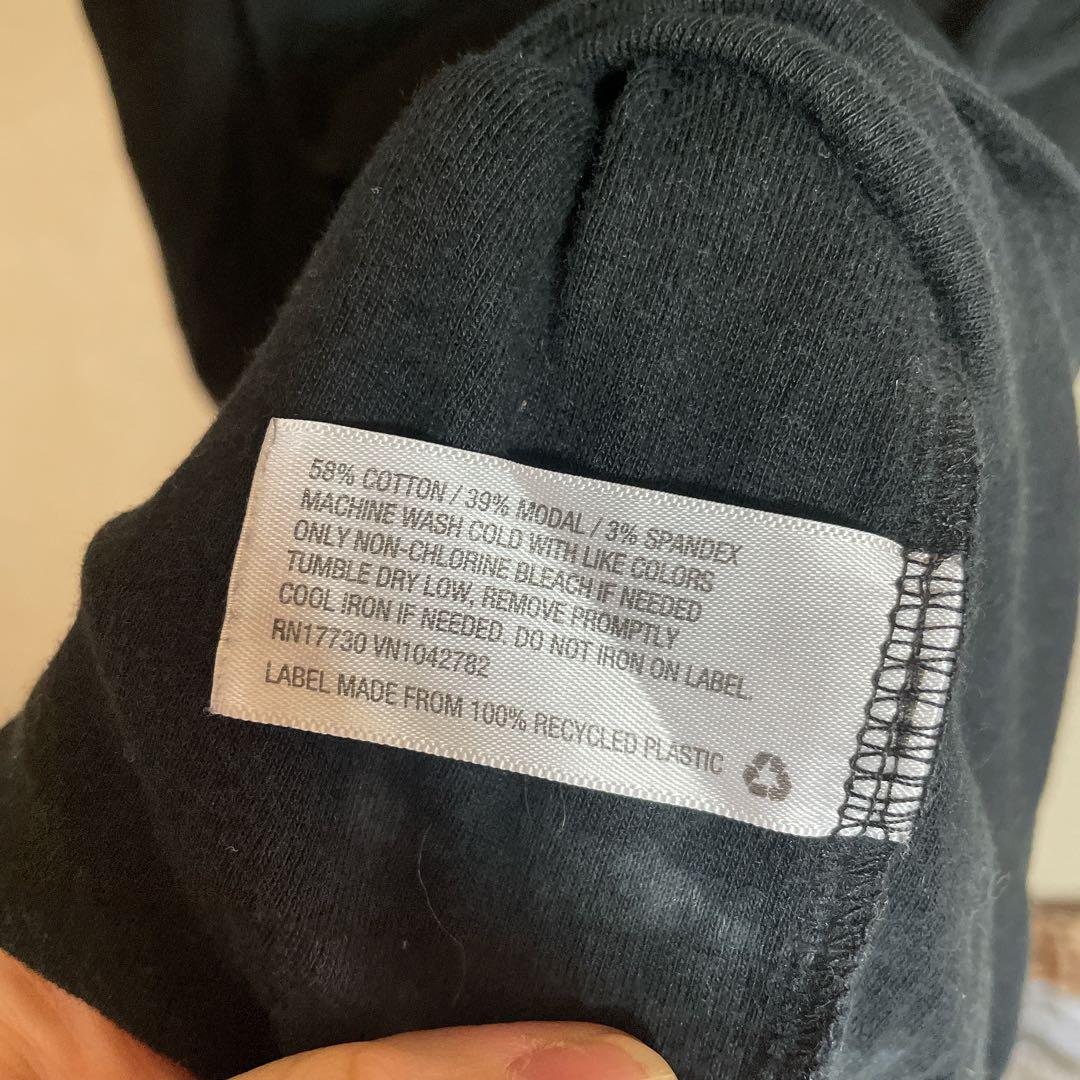 58% COTTON / 39% MODAL / 3% SPANDEX
MACHINE WASH COLD WITH LIKE COLORS
ONLY NON-CHLORINE BLEACH IF NEEDED
TUMBLE DRY LOW, REMOVE PROMPTLY
COOL IRON IF NEEDED. DO NOT IRON ON LABEL.
RN17730 VN1042782
LABEL MADE FROM 100% RECYCLED PLASTIC